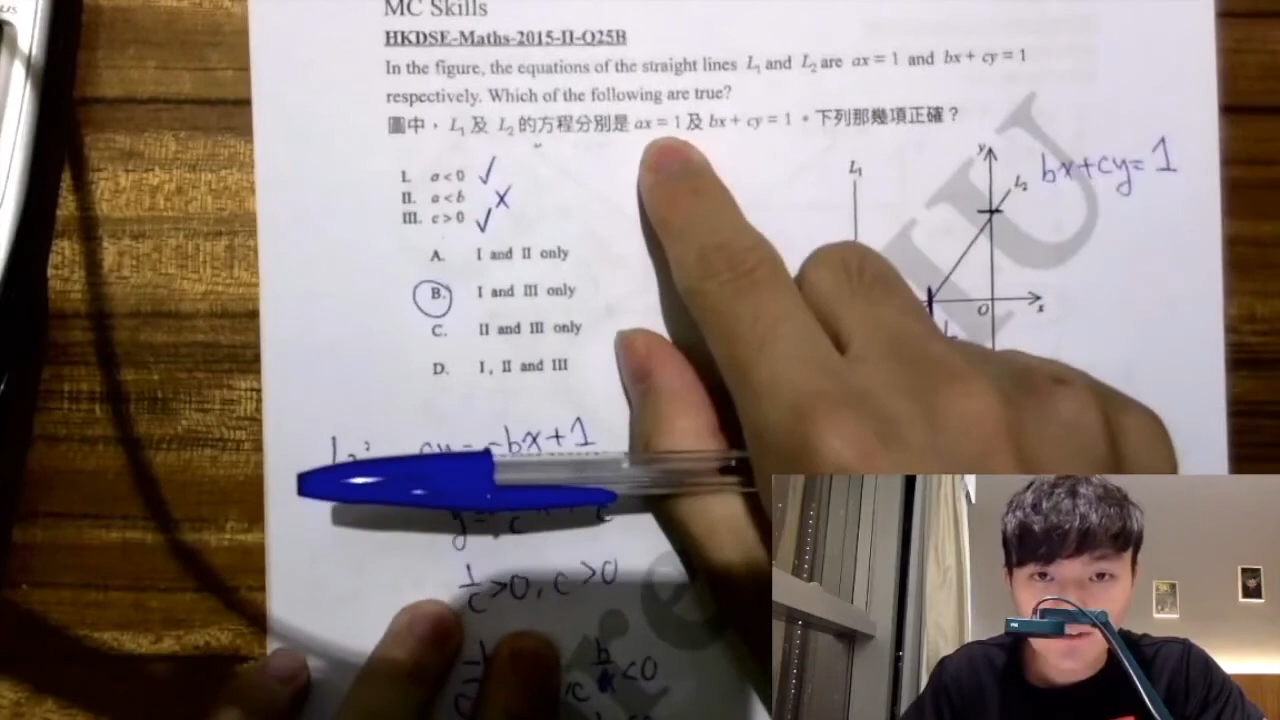 MC Skills
HKDSE-Maths-2015-II-Q25B
In the figure, the equations of the straight lines L₁ and L₂ are ax = 1 and bx + cy = 1
respectively. Which of the following are true?
圖中，L₁ 及 L₂ 的方程分別是 ax = 1 及 bx + cy = 1。下列那幾項正確？
I. a < 0 ✓
II. a < b X
III. c > 0 ✓
A. I and II only
B. I and III only
C. II and III only
D. I, II and III
L₁
y
L₂
bx+cy=1
O
x
cy=-bx+1
1/c>0, c>0
b/c<0